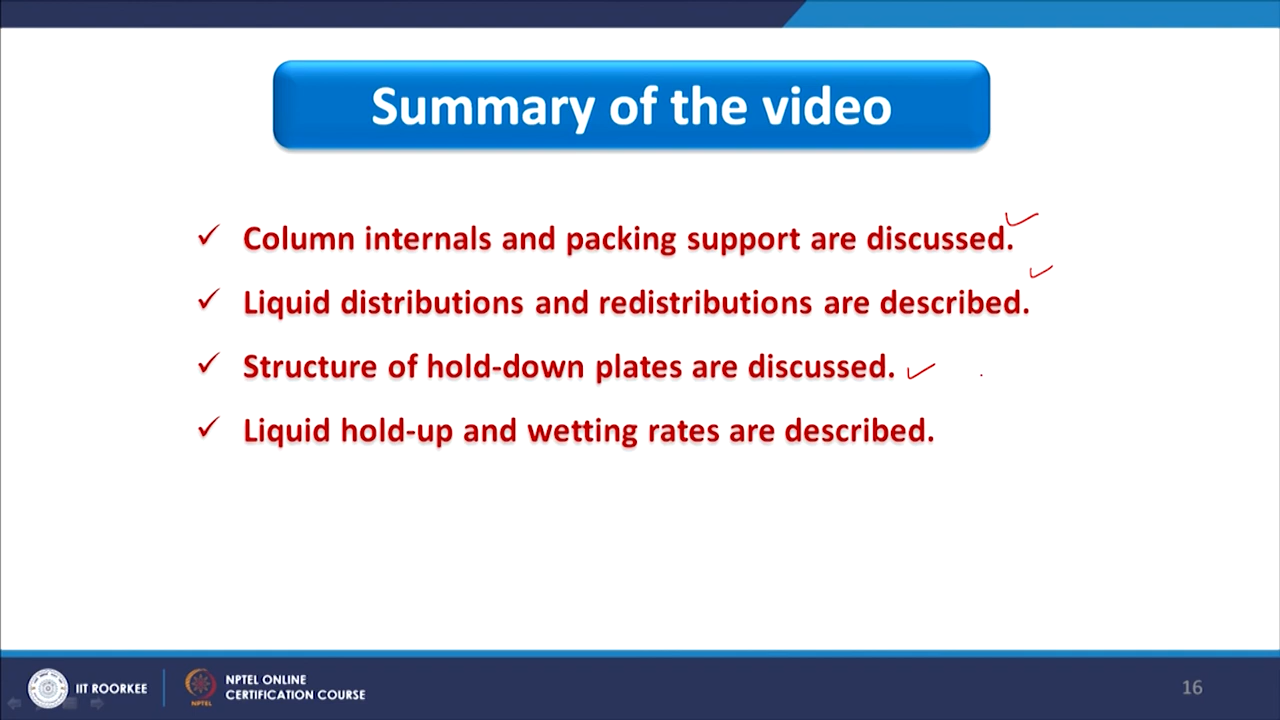 Summary of the video
✓ Column internals and packing support are discussed.
✓ Liquid distributions and redistributions are described.
✓ Structure of hold-down plates are discussed.
✓ Liquid hold-up and wetting rates are described.
IIT ROORKEE
NPTEL ONLINE
CERTIFICATION COURSE
NPTEL
16